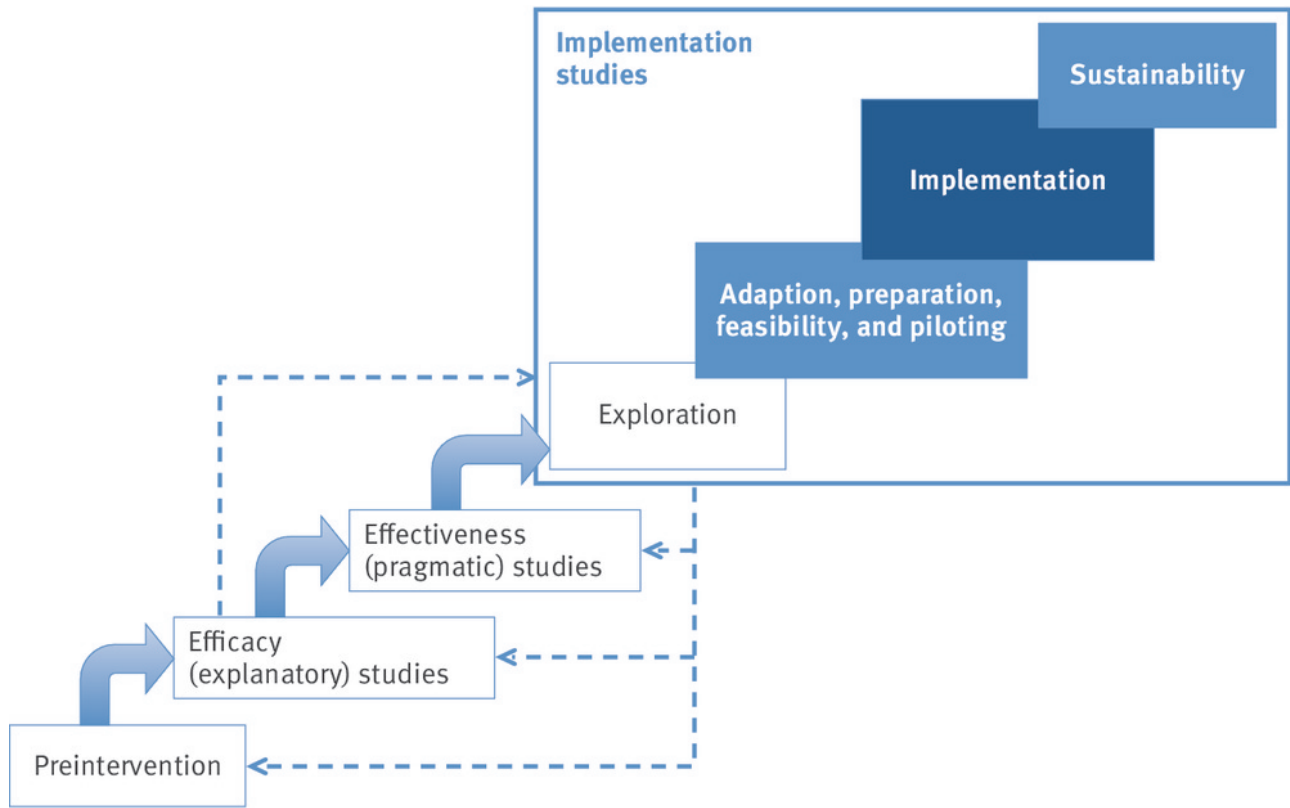 Implementation
studies
Sustainability
Implementation
Adaption, preparation,
feasibility, and piloting
Exploration
Effectiveness
(pragmatic) studies
Efficacy
(explanatory) studies
Preintervention